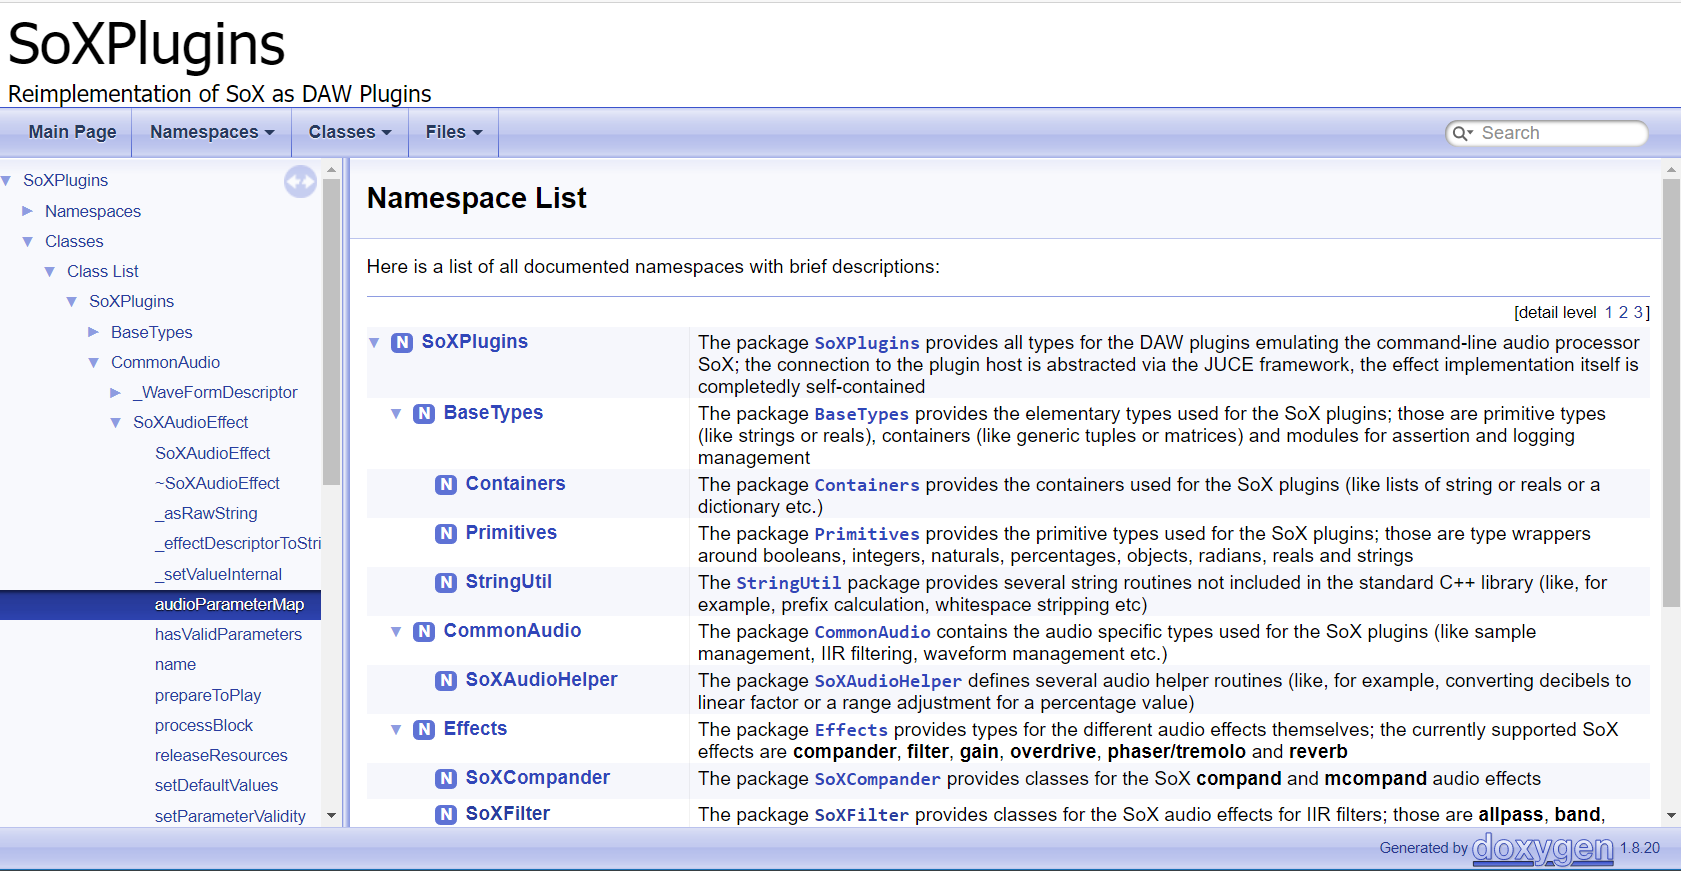 SoXPlugins
Reimplementation of SoX as DAW Plugins
Main Page
Namespaces
Classes
Files
Search
SoXPlugins
Namespaces
Classes
Class List
SoXPlugins
BaseTypes
CommonAudio
_WaveFormDescriptor
SoXAudioEffect
SoXAudioEffect
~SoXAudioEffect
_asRawString
_effectDescriptorToStri
_setValueInternal
audioParameterMap
hasValidParameters
name
prepareToPlay
processBlock
releaseResources
setDefaultValues
setParameterValidity
Namespace List
Here is a list of all documented namespaces with brief descriptions:
[detail level 1 2 3]
N SoXPlugins
The package SoXPlugins provides all types for the DAW plugins emulating the command-line audio processor
SoX; the connection to the plugin host is abstracted via the JUCE framework, the effect implementation itself is
completedly self-contained
N BaseTypes
The package BaseTypes provides the elementary types used for the SoX plugins; those are primitive types
(like strings or reals), containers (like generic tuples or matrices) and modules for assertion and logging
management
N Containers
The package Containers provides the containers used for the SoX plugins (like lists of string or reals or a
dictionary etc.)
N Primitives
The package Primitives provides the primitive types used for the SoX plugins; those are type wrappers
around booleans, integers, naturals, percentages, objects, radians, reals and strings
N StringUtil
The StringUtil package provides several string routines not included in the standard C++ library (like, for
example, prefix calculation, whitespace stripping etc)
N CommonAudio
The package CommonAudio contains the audio specific types used for the SoX plugins (like sample
management, IIR filtering, waveform management etc.)
N SoXAudioHelper
The package SoXAudioHelper defines several audio helper routines (like, for example, converting decibels to
linear factor or a range adjustment for a percentage value)
N Effects
The package Effects provides types for the different audio effects themselves; the currently supported SoX
effects are compander, filter, gain, overdrive, phaser/tremolo and reverb
N SoXCompander
The package SoXCompander provides classes for the SoX compand and mcompand audio effects
N SoXFilter
The package SoXFilter provides classes for the SoX audio effects for IIR filters; those are allpass, band,
Generated by doxygen 1.8.20